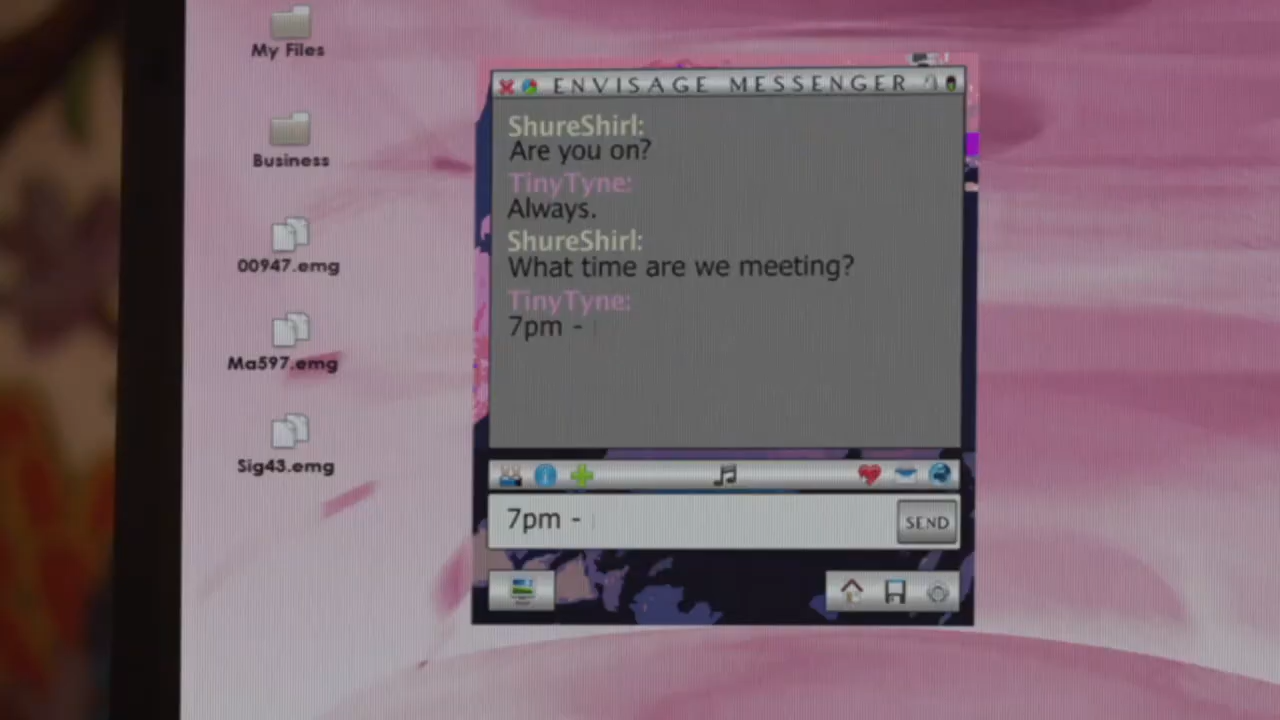 My Files
Business
00947.emg
Ma597.emg
Sig43.emg
ENVISAGE MESSENGER
ShureShirl:
Are you on?
TinyTyne:
Always.
ShureShirl:
What time are we meeting?
TinyTyne:
7pm -
7pm -
SEND